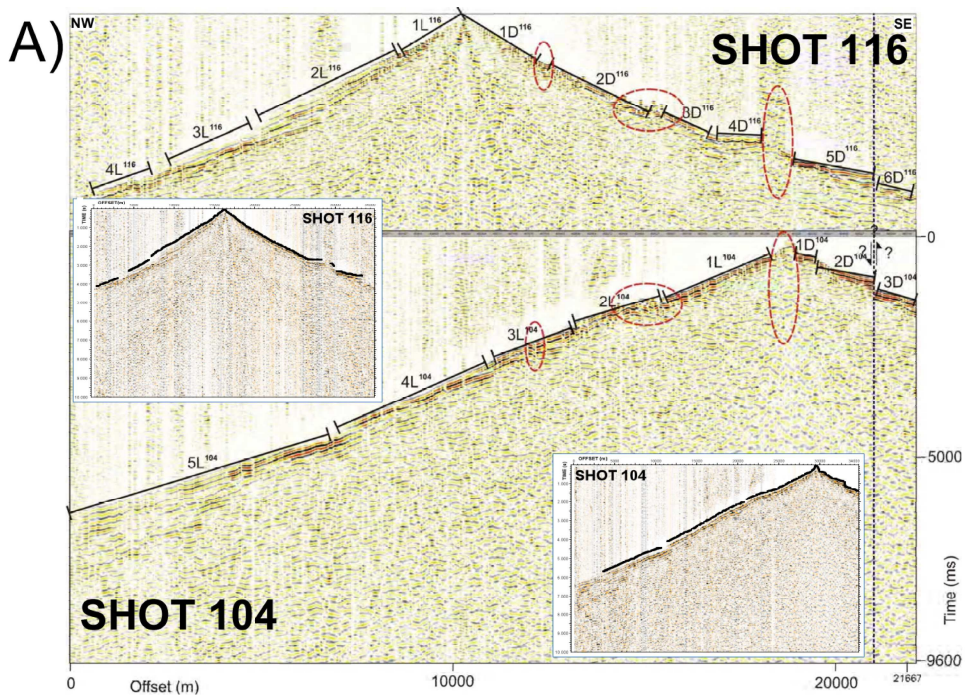 A)
NW
SE
SHOT 116
1L116
1D116
2L116
2D116
3D116
3L116
4D116
4L116
5D116
6D116
OFFSET(m)
TIME (s)
SHOT 116
?
0
1D104
1L104
2D104
? ?
3D104
2L104
3L104
4L104
5L104
5000
OFFSET (m)
TIME (s)
SHOT 104
SHOT 104
Time (ms)
9600
0
Offset (m)
10000
20000
21667